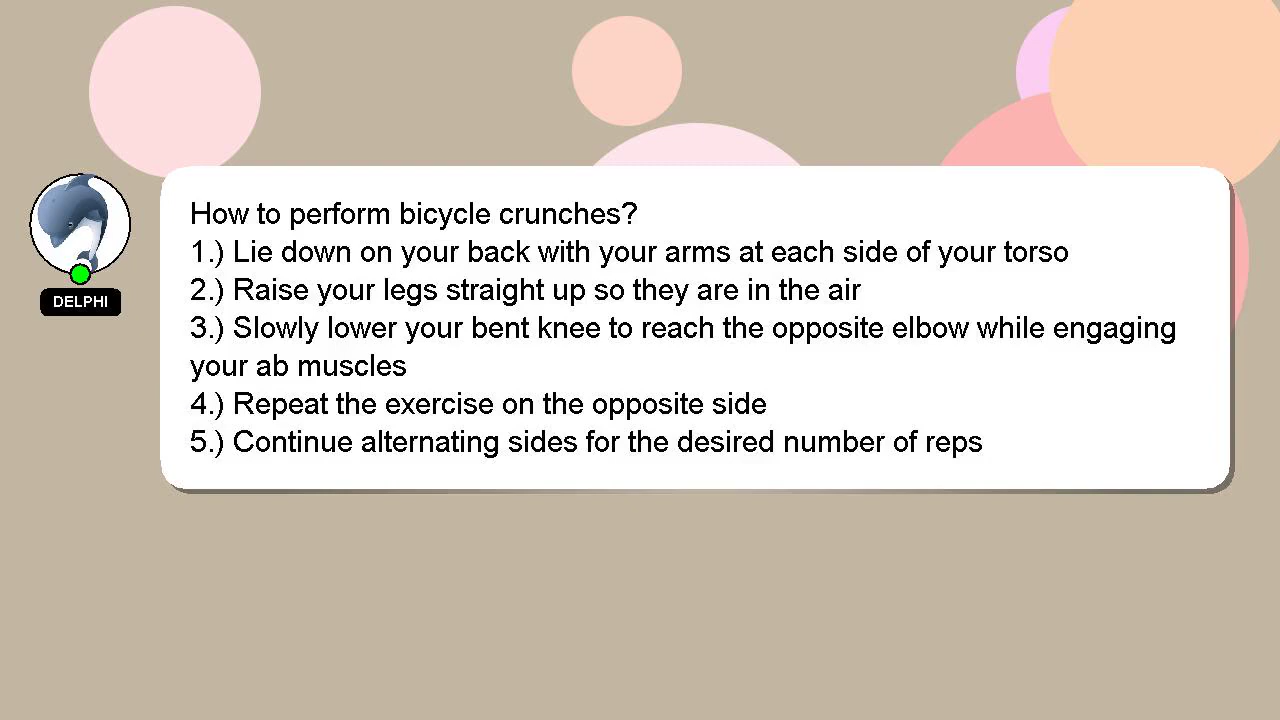 How to perform bicycle crunches?
1.) Lie down on your back with your arms at each side of your torso
2.) Raise your legs straight up so they are in the air
3.) Slowly lower your bent knee to reach the opposite elbow while engaging
your ab muscles
4.) Repeat the exercise on the opposite side
5.) Continue alternating sides for the desired number of reps
DELPHI